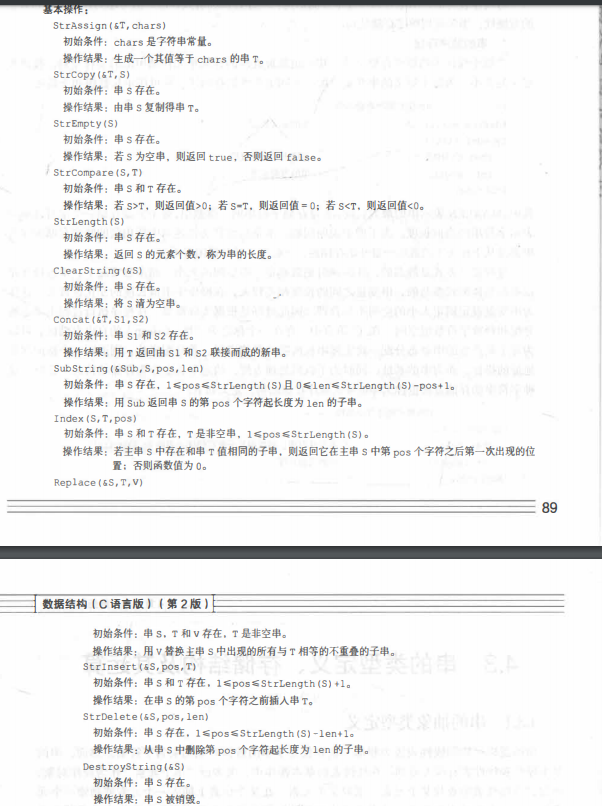 基本操作:
StrAssign(&T,chars)
初始条件: chars 是字符串常量。
操作结果: 生成一个其值等于 chars 的串 T。
StrCopy(&T,S)
初始条件: 串 S 存在。
操作结果: 由串 S 复制得串 T。
StrEmpty(S)
初始条件: 串 S 存在。
操作结果: 若 S 为空串, 则返回 true, 否则返回 false。
StrCompare(S,T)
初始条件: 串 S 和 T 存在。
操作结果: 若 S>T, 则返回值>0; 若 S=T, 则返回值=0; 若 S<T, 则返回值<0。
StrLength(S)
初始条件: 串 S 存在。
操作结果: 返回 S 的元素个数, 称为串的长度。
ClearString(&S)
初始条件: 串 S 存在。
操作结果: 将 S 清为空串。
Concat(&T,S1,S2)
初始条件: 串 S1 和 S2 存在。
操作结果: 用 T 返回由 S1 和 S2 联接而成的新串。
SubString(&Sub,S,pos,len)
初始条件: 串 S 存在, 1≤pos≤StrLength(S)且 0≤len≤StrLength(S)-pos+1。
操作结果: 用 Sub 返回串 S 的第 pos 个字符起长度为 len 的子串。
Index(S,T,pos)
初始条件: 串 S 和 T 存在, T 是非空串, 1≤pos≤StrLength(S)。
操作结果: 若主串 S 中存在和串 T 值相同的子串, 则返回它在主串 S 中第 pos 个字符之后第一次出现的位
置; 否则函数值为 0。
Replace(&S,T,V)
89
数据结构(C 语言版)(第 2 版)
初始条件: 串 S, T 和 V 存在, T 是非空串。
操作结果: 用 V 替换主串 S 中出现的所有与 T 相等的不重叠的子串。
StrInsert(&S,pos,T)
初始条件: 串 S 和 T 存在, 1≤pos≤StrLength(S)+1。
操作结果: 在串 S 的第 pos 个字符之前插入串 T。
StrDelete(&S,pos,len)
初始条件: 串 S 存在, 1≤pos≤StrLength(S)-len+1。
操作结果: 从串 S 中删除第 pos 个字符起长度为 len 的子串。
DestroyString(&S)
初始条件: 串 S 存在。
操作结果: 串 S 被销毁。